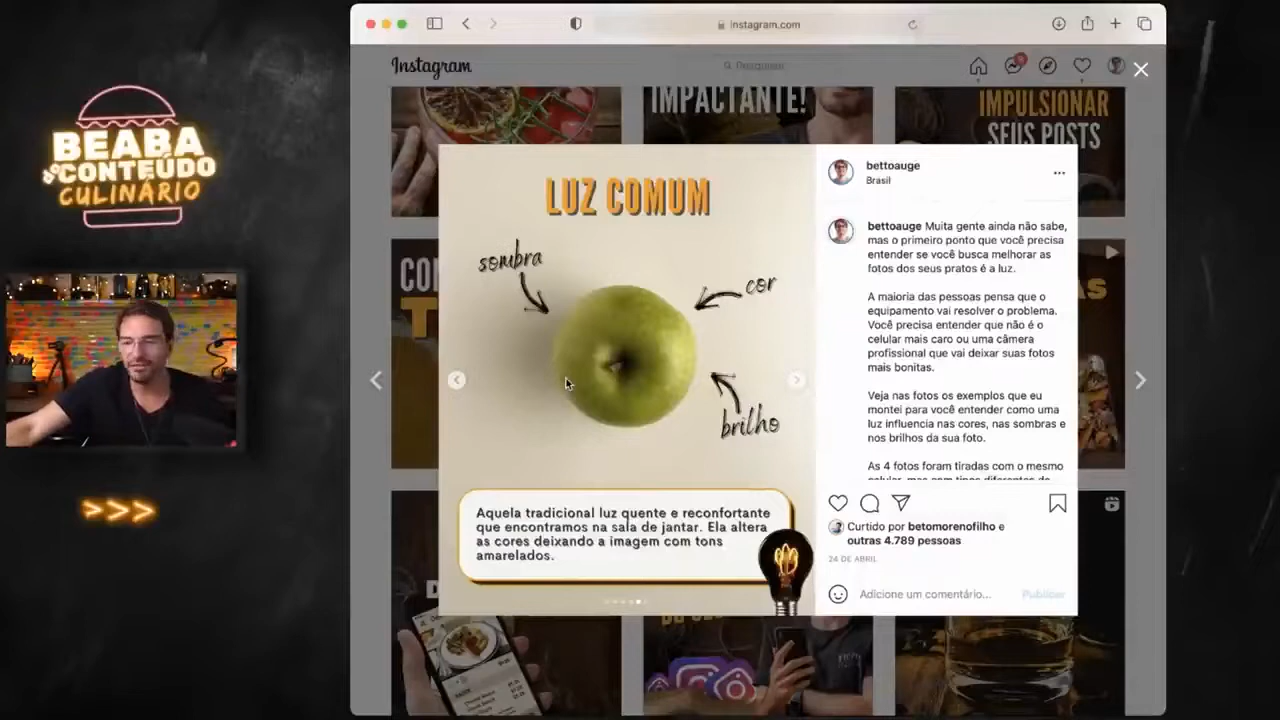 instagram.com
BEABA
DO CONTEÚDO
CULINÁRIO
Instagram
Pesquisar
IMPACTANTE!
IMPULSIONAR
SEUS POSTS
LUZ COMUM
sombra
cor
brilho
Aquela tradicional luz quente e reconfortante
que encontramos na sala de jantar. Ela altera
as cores deixando a imagem com tons
amarelados.
bettoauge
Brasil
bettoauge Muita gente ainda não sabe,
mas o primeiro ponto que você precisa
entender se você busca melhorar as
fotos dos seus pratos é a luz.
A maioria das pessoas pensa que o
equipamento vai resolver o problema.
Você precisa entender que não é o
celular mais caro ou uma câmera
profissional que vai deixar suas fotos
mais bonitas.
Veja nas fotos os exemplos que eu
montei para você entender como uma
luz influencia nas cores, nas sombras e
nos brilhos da sua foto.
As 4 fotos foram tiradas com o mesmo
Curtido por betomorenofilho e
outras 4.789 pessoas
24 DE ABRIL
Adicione um comentário...
Publicar
>>>